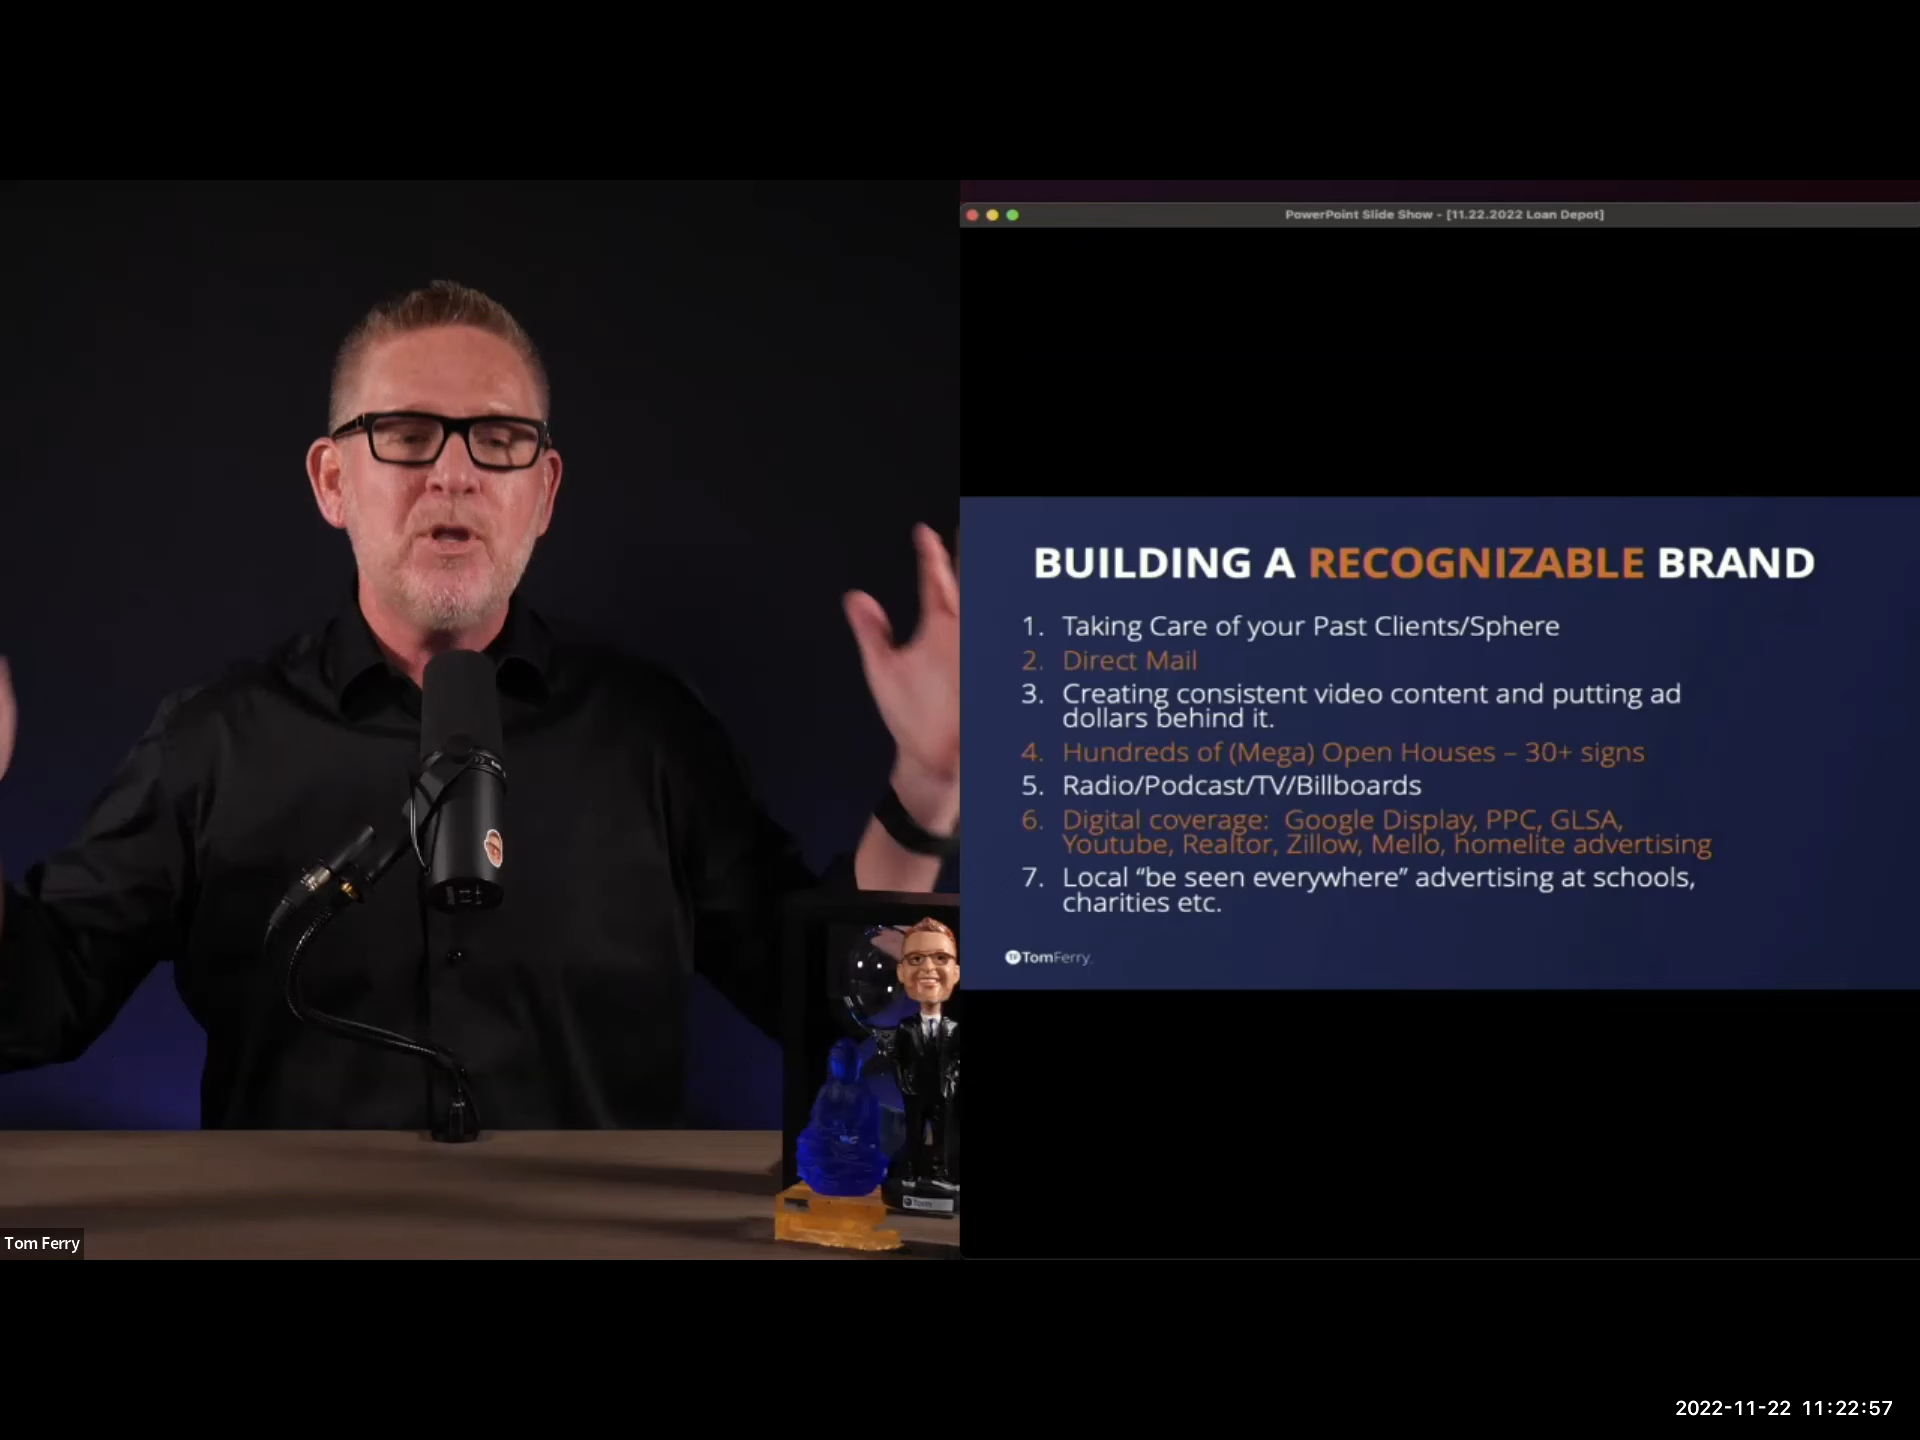 PowerPoint Slide Show - [11.22.2022 Loan Depot]
BUILDING A RECOGNIZABLE BRAND
1. Taking Care of your Past Clients/Sphere
2. Direct Mail
3. Creating consistent video content and putting ad
dollars behind it.
4. Hundreds of (Mega) Open Houses – 30+ signs
5. Radio/Podcast/TV/Billboards
6. Digital coverage:  Google Display, PPC, GLSA,
Youtube, Realtor, Zillow, Mello, homelite advertising
7. Local “be seen everywhere” advertising at schools,
charities etc.
TF TomFerry
Tom Ferry
2022-11-22 11:22:57